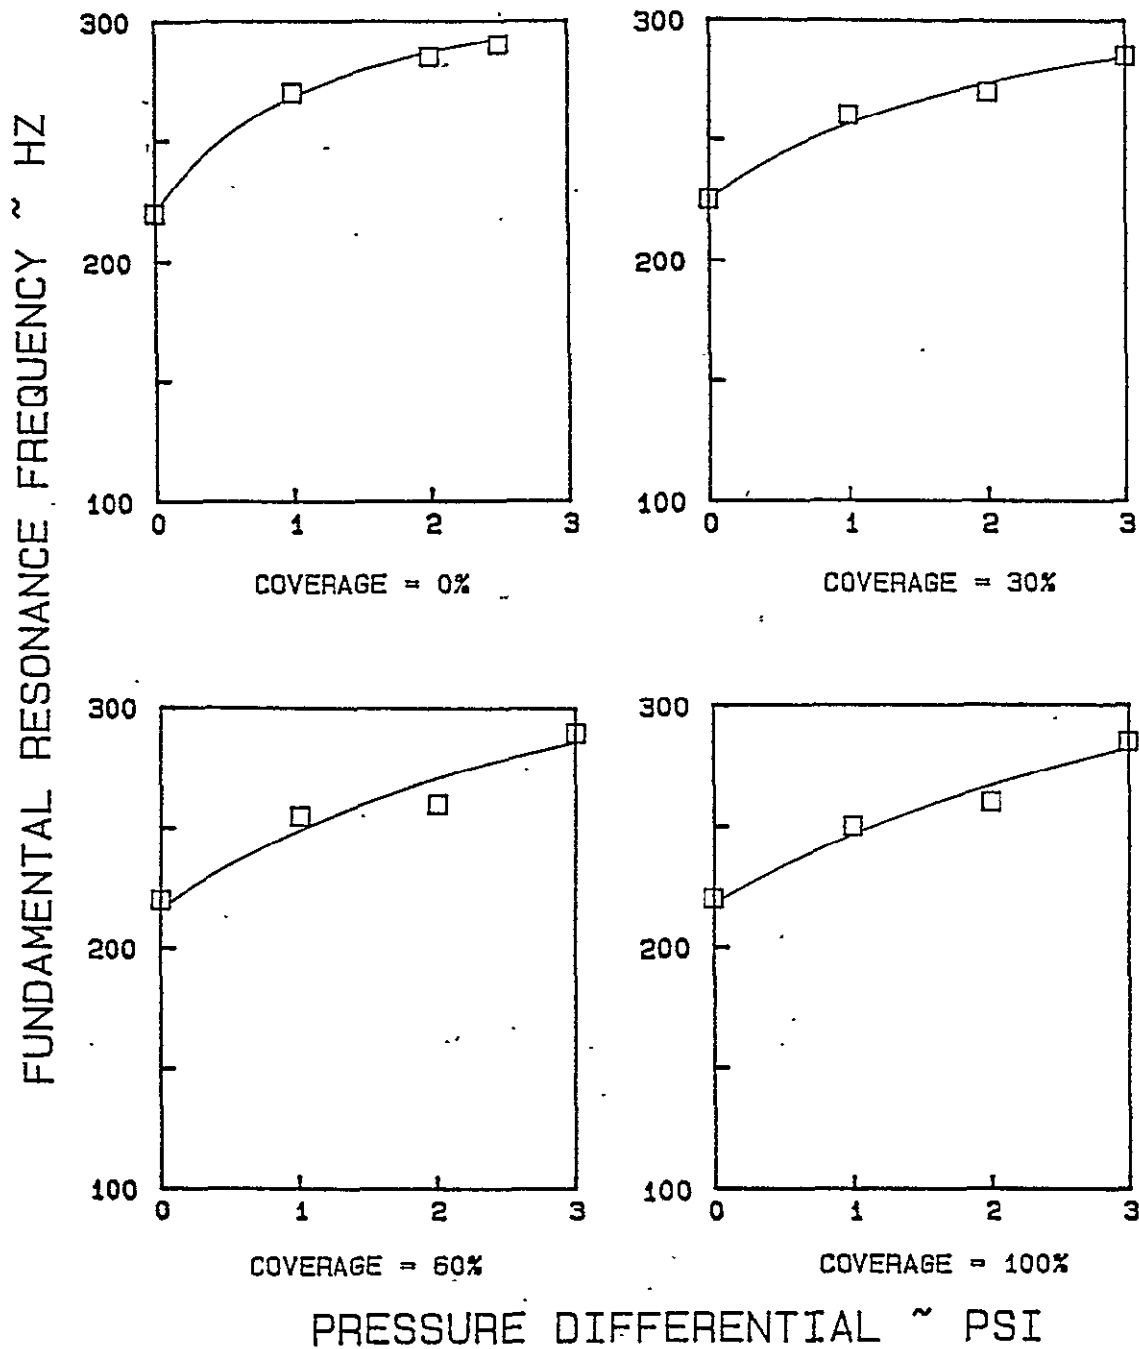 FUNDAMENTAL RESONANCE FREQUENCY ~ HZ
300
200
100
0 1 2 3
COVERAGE = 0%
300
200
100
0 1 2 3
COVERAGE = 30%
300
200
100
0 1 2 3
COVERAGE = 60%
300
200
100
0 1 2 3
COVERAGE = 100%
PRESSURE DIFFERENTIAL ~ PSI